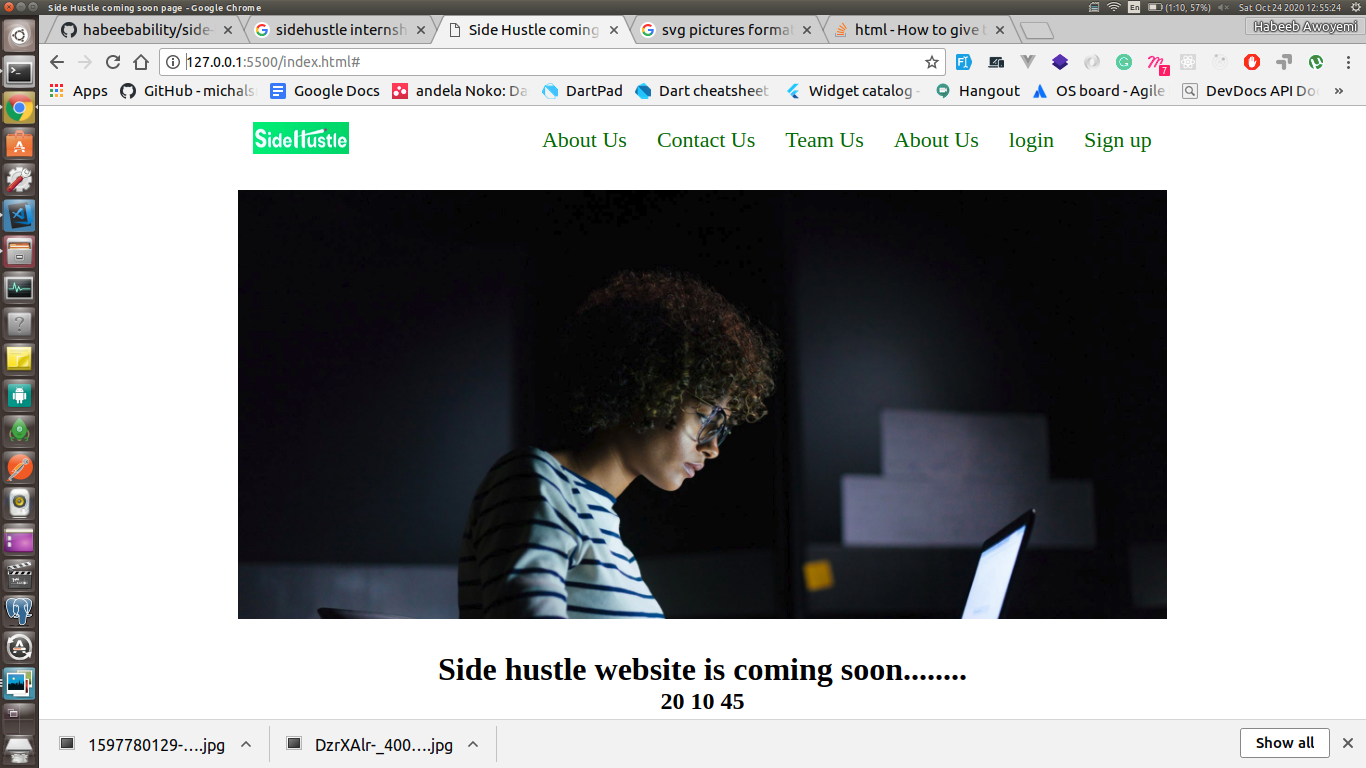 Side Hustle coming soon page - Google Chrome
En (1:10, 57%) Sat Oct 24 2020 12:55:24
habeebability/side-
sidehustle internsh
Side Hustle coming
svg pictures format
html - How to give t
Habeeb Awoyemi
127.0.0.1:5500/index.html#
7
Apps GitHub - michals Google Docs andela Noko: Da DartPad Dart cheatsheet Widget catalog - Hangout OS board - Agile DevDocs API Do »
SideHustle
About Us Contact Us Team Us About Us login Sign up
Side hustle website is coming soon........
20 10 45
1597780129-....jpg
DzrXAlr-_400....jpg
Show all